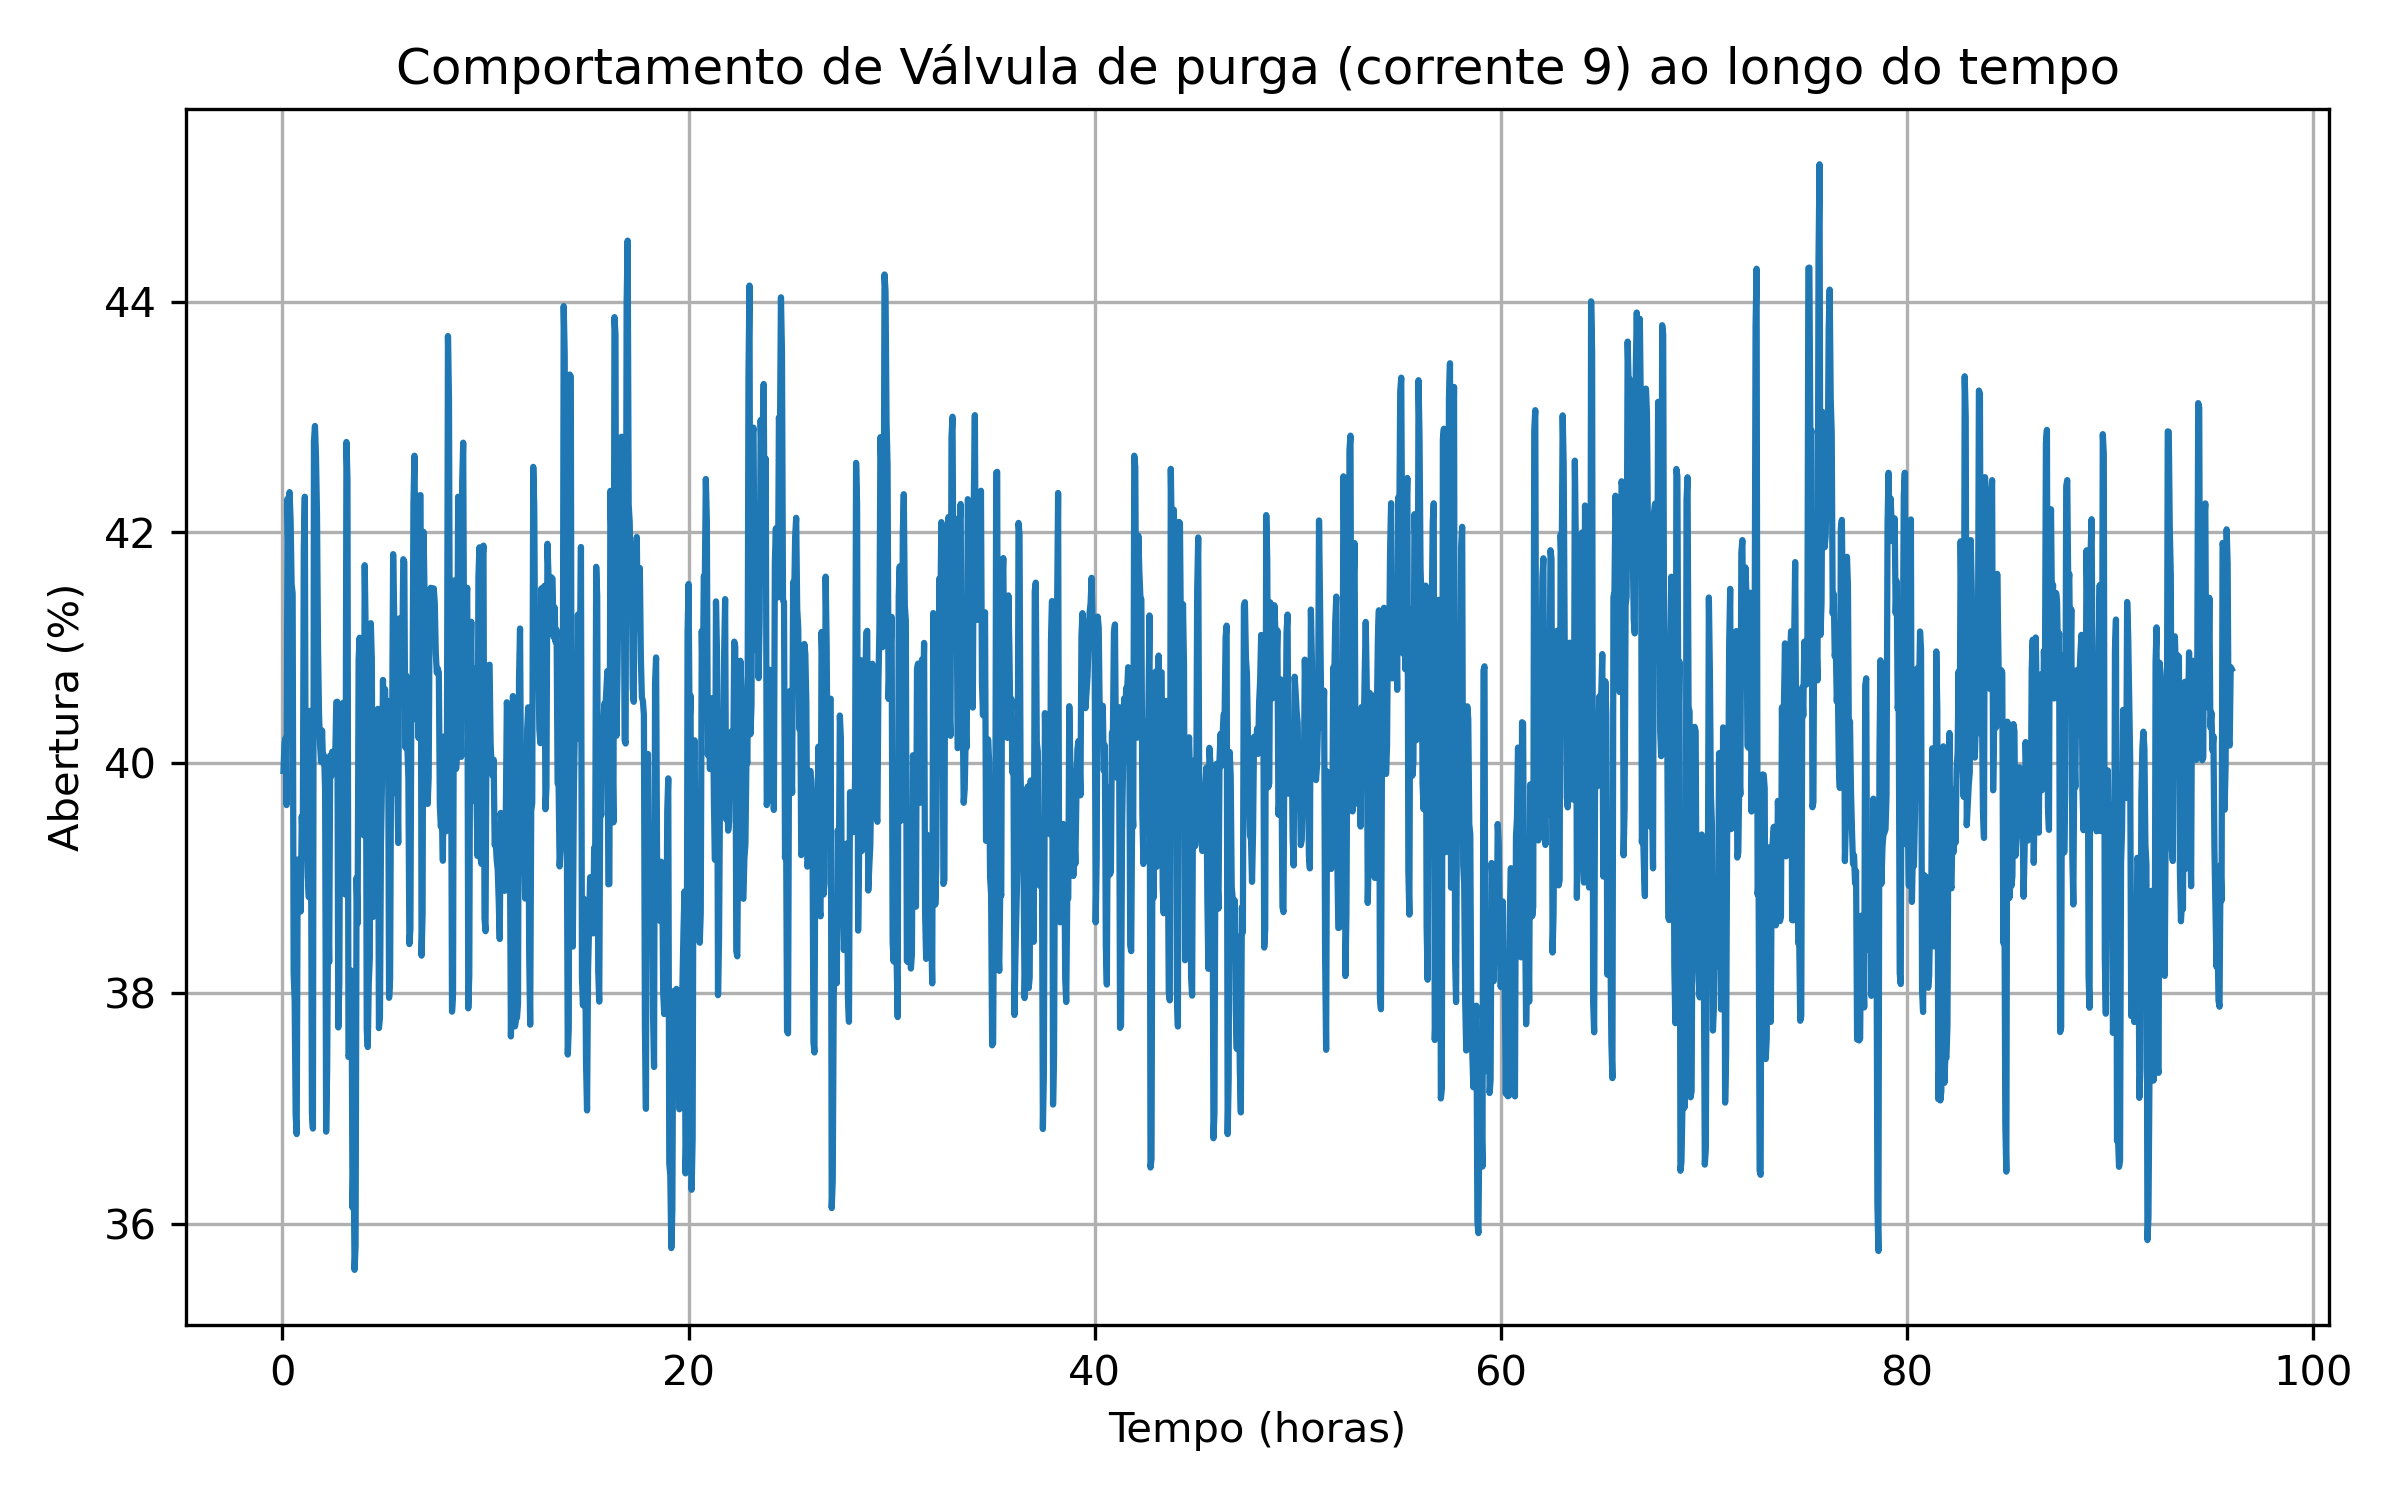 Comportamento de Válvula de purga (corrente 9) ao longo do tempo
Abertura (%)
44
42
40
38
36
0 20 40 60 80 100
Tempo (horas)